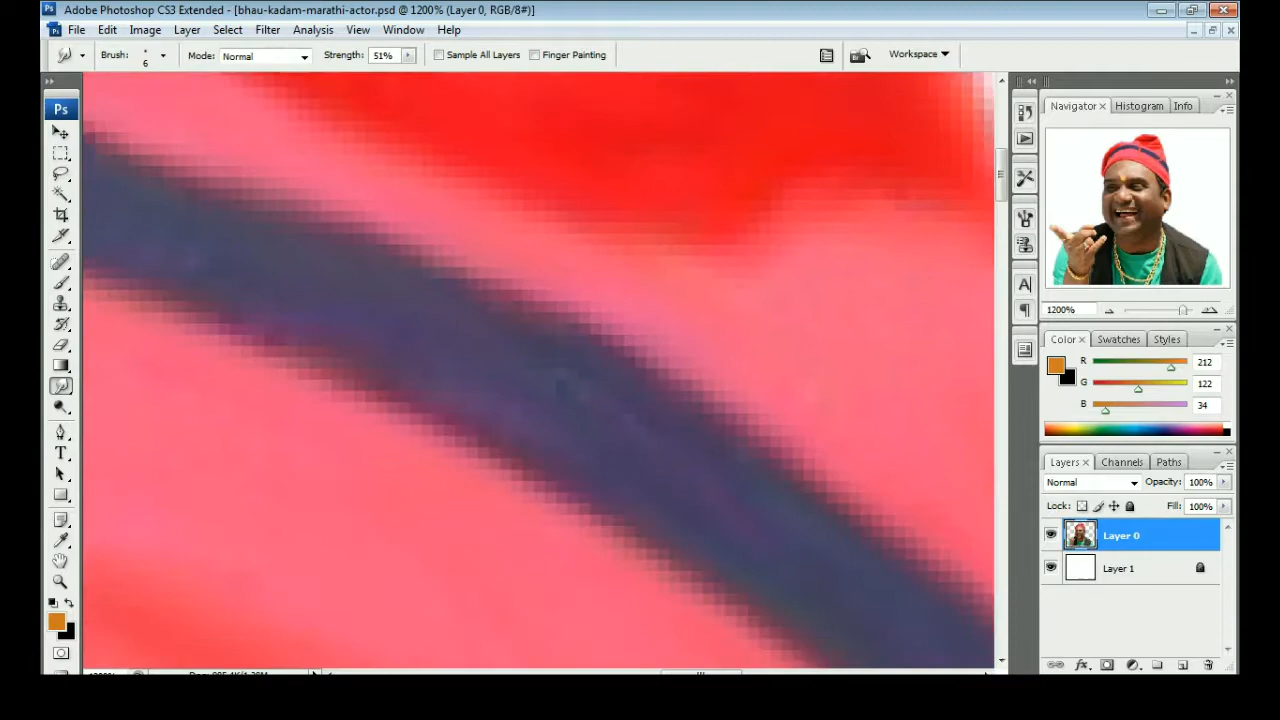 Ps Adobe Photoshop CS3 Extended - [bhau-kadam-marathi-actor.psd @ 1200% (Layer 0, RGB/8#)]
Ps File Edit Image Layer Select Filter Analysis View Window Help
Brush: 6 Mode: Normal Strength: 51% Sample All Layers Finger Painting Workspace
Ps
T
A
Navigator Histogram Info
1200%
Color Swatches Styles
R 212
G 122
B 34
Layers Channels Paths
Normal Opacity: 100%
Lock: Fill: 100%
Layer 0
Layer 1